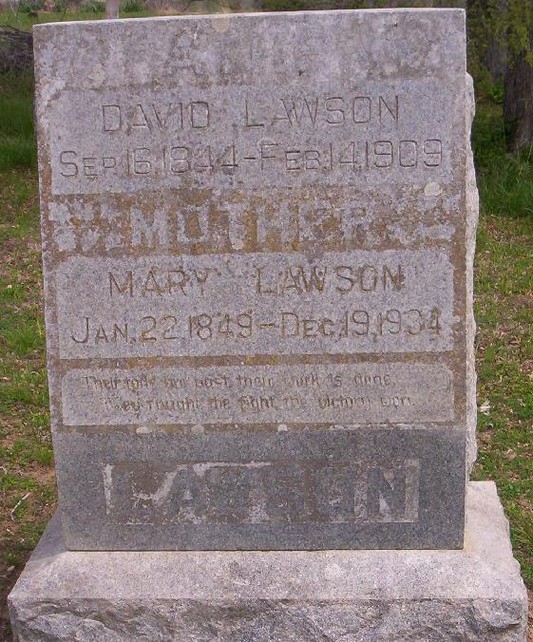 FATHER
DAVID LAWSON
SEP. 16, 1844 - FEB. 14, 1909
MOTHER
MARY LAWSON
JAN. 22, 1849 - DEC. 19, 1934
Their toils are past, their work is done,
They fought the fight, the victory won.
LAWSON